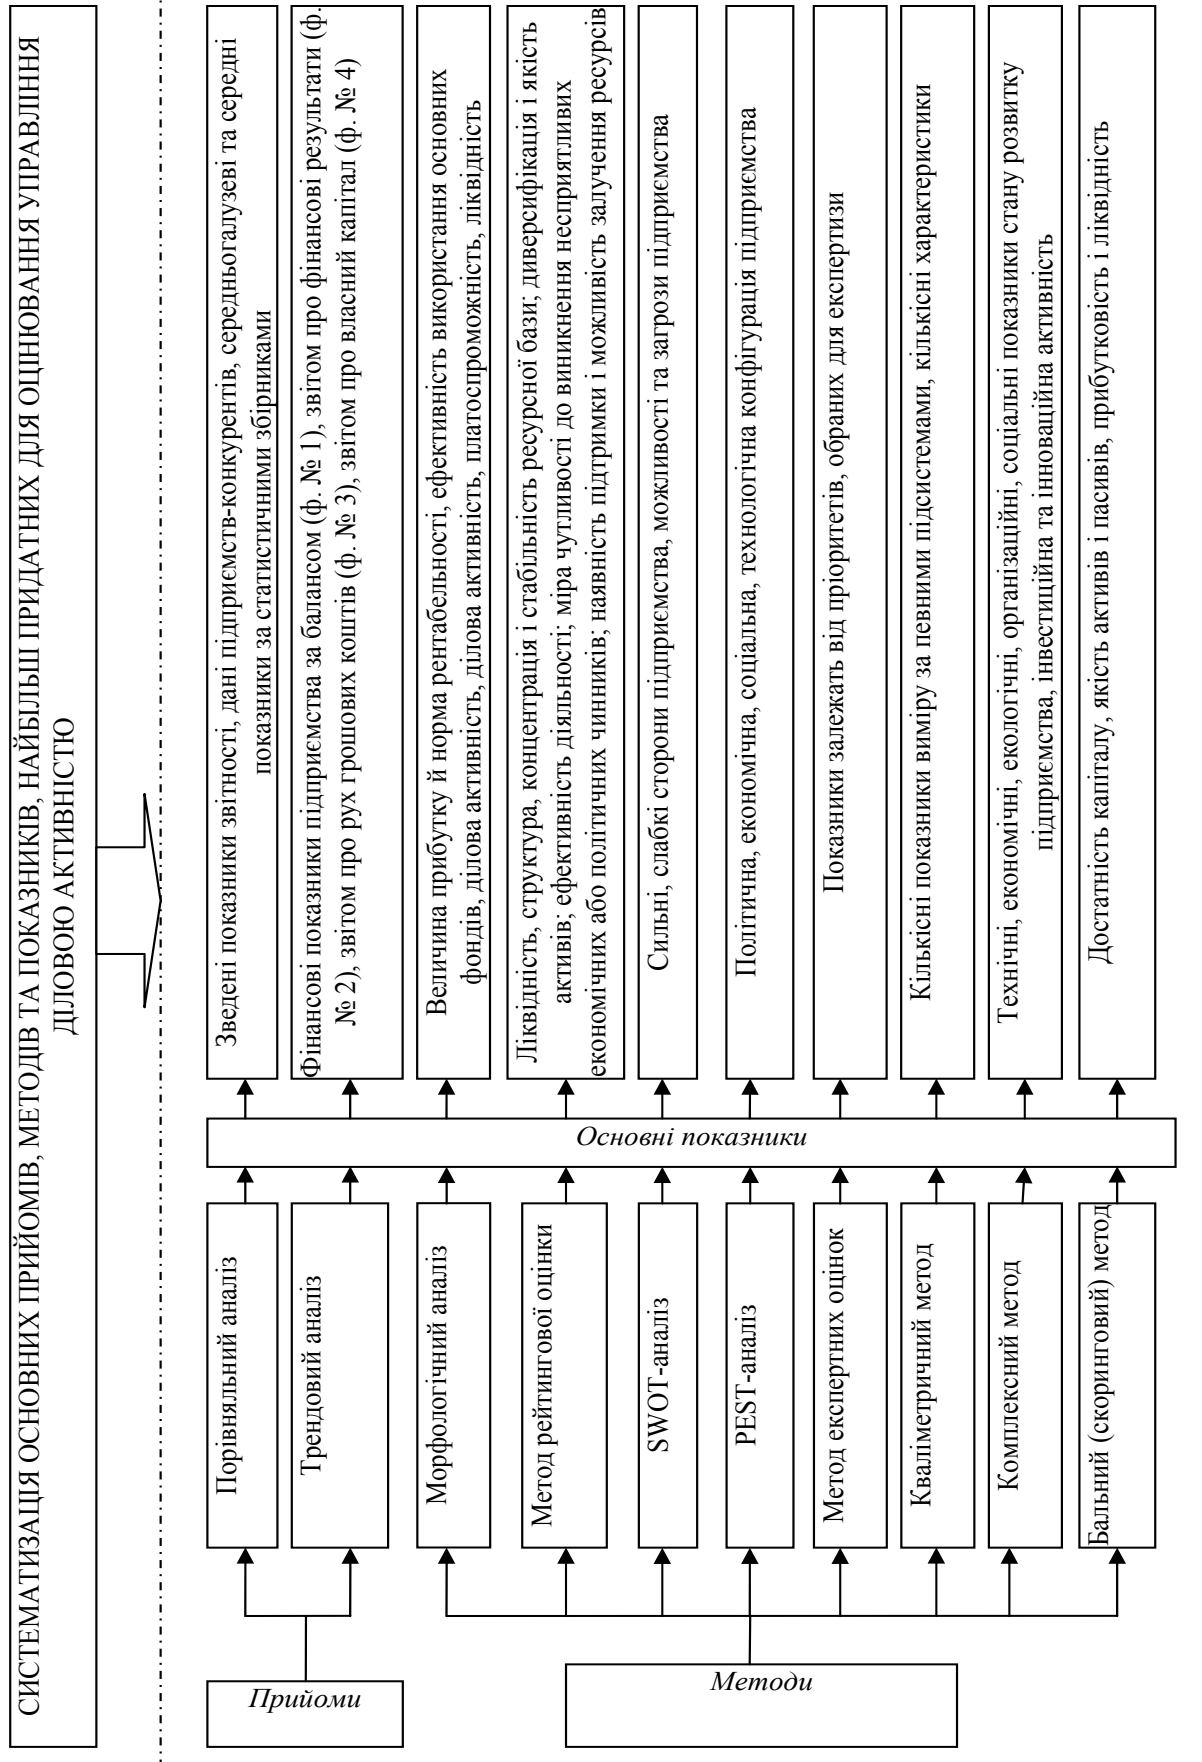 СИСТЕМАТИЗАЦІЯ ОСНОВНИХ ПРИЙОМІВ, МЕТОДІВ ТА ПОКАЗНИКІВ, НАЙБІЛЬШ ПРИДАТНИХ ДЛЯ ОЦІНЮВАННЯ УПРАВЛІННЯ
ДІЛОВОЮ АКТИВНІСТЮ
Прийоми
Методи
Порівняльний аналіз
Трендовий аналіз
Морфологічний аналіз
Метод рейтингової оцінки
SWOT-аналіз
PEST-аналіз
Метод експертних оцінок
Кваліметричний метод
Комплексний метод
Бальний (скоринговий) метод
Основні показники
Зведені показники звітності, дані підприємств-конкурентів, середньогалузеві та середні
показники за статистичними збірниками
Фінансові показники підприємства за балансом (ф. № 1), звітом про фінансові результати (ф.
№ 2), звітом про рух грошових коштів (ф. № 3), звітом про власний капітал (ф. № 4)
Величина прибутку й норма рентабельності, ефективність використання основних
фондів, ділова активність, ділова активність, платоспроможність, ліквідність
Ліквідність, структура, концентрація і стабільність ресурсної бази; диверсифікація і якість
активів; ефективність діяльності; міра чутливості до виникнення несприятливих
економічних або політичних чинників; наявність підтримки і можливість залучення ресурсів
Сильні, слабкі сторони підприємства, можливості та загрози підприємства
Політична, економічна, соціальна, технологічна конфігурація підприємства
Показники залежать від пріоритетів, обраних для експертизи
Кількісні показники виміру за певними підсистемами, кількісні характеристики
Технічні, економічні, екологічні, організаційні, соціальні показники стану розвитку
підприємства, інвестиційна та інноваційна активність
Достатність капіталу, якість активів і пасивів, прибутковість і ліквідність